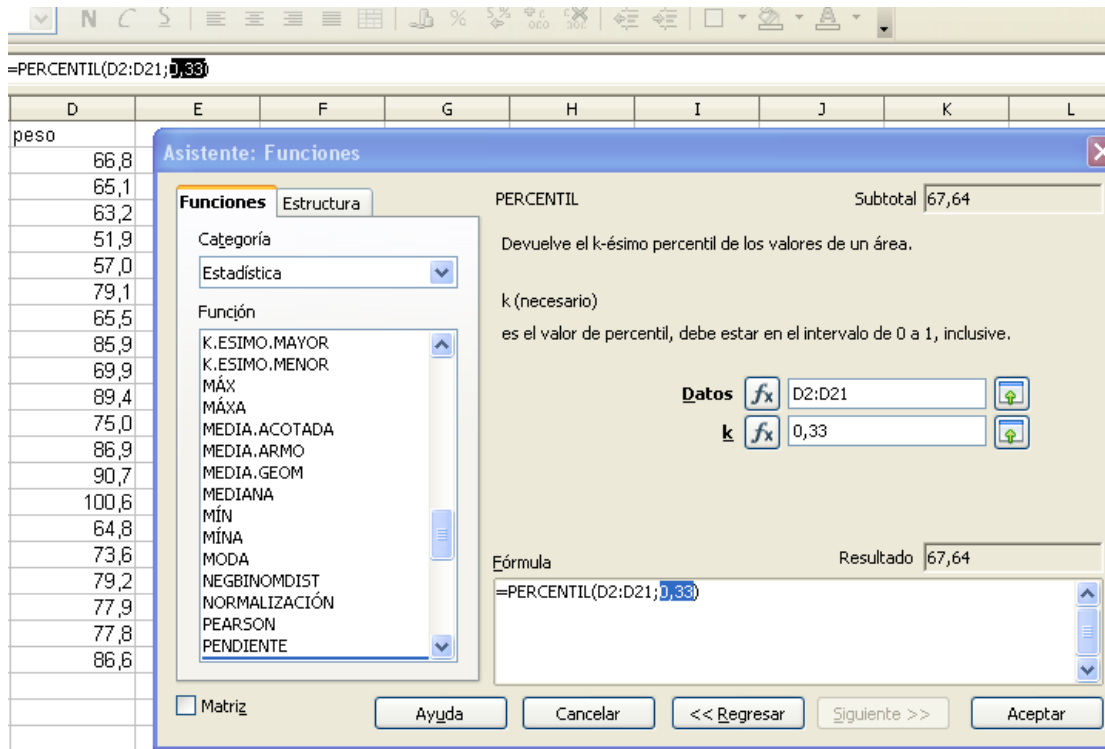 N C S %
=PERCENTIL(D2:D21;0,33)
D E F G H I J K L
peso
66,8
65,1
63,2
51,9
57,0
79,1
65,5
85,9
69,9
89,4
75,0
86,9
90,7
100,6
64,8
73,6
79,2
77,9
77,8
86,6
Asistente: Funciones
Funciones Estructura
Categoría
Estadística
Función
K.ESIMO.MAYOR
K.ESIMO.MENOR
MÁX
MÁXA
MEDIA.ACOTADA
MEDIA.ARMO
MEDIA.GEOM
MEDIANA
MÍN
MÍNA
MODA
NEGBINOMDIST
NORMALIZACIÓN
PEARSON
PENDIENTE
PERCENTIL Subtotal 67,64
Devuelve el k-ésimo percentil de los valores de un área.
k (necesario)
es el valor de percentil, debe estar en el intervalo de 0 a 1, inclusive.
Datos fx D2:D21
k fx 0,33
Fórmula Resultado 67,64
=PERCENTIL(D2:D21;0,33)
Matriz Ayuda Cancelar << Regresar Siguiente >> Aceptar